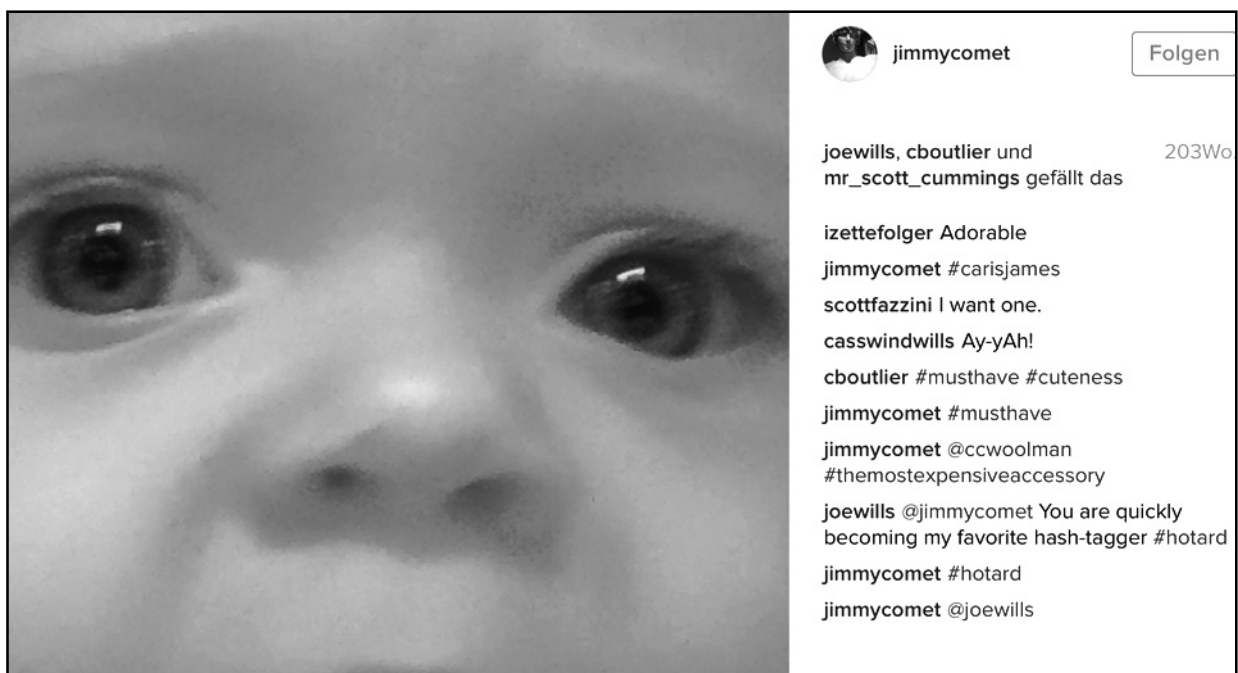 jimmycomet
Folgen
joewills, cboutlier und
203Wo.
mr_scott_cummings gefällt das
izettefolger Adorable
jimmycomet #carisjames
scottfazzini I want one.
casswindwills Ay-yAh!
cboutlier #musthave #cuteness
jimmycomet #musthave
jimmycomet @ccwoolman
#themostexpensiveaccessory
joewills @jimmycomet You are quickly
becoming my favorite hash-tagger #hotard
jimmycomet #hotard
jimmycomet @joewills